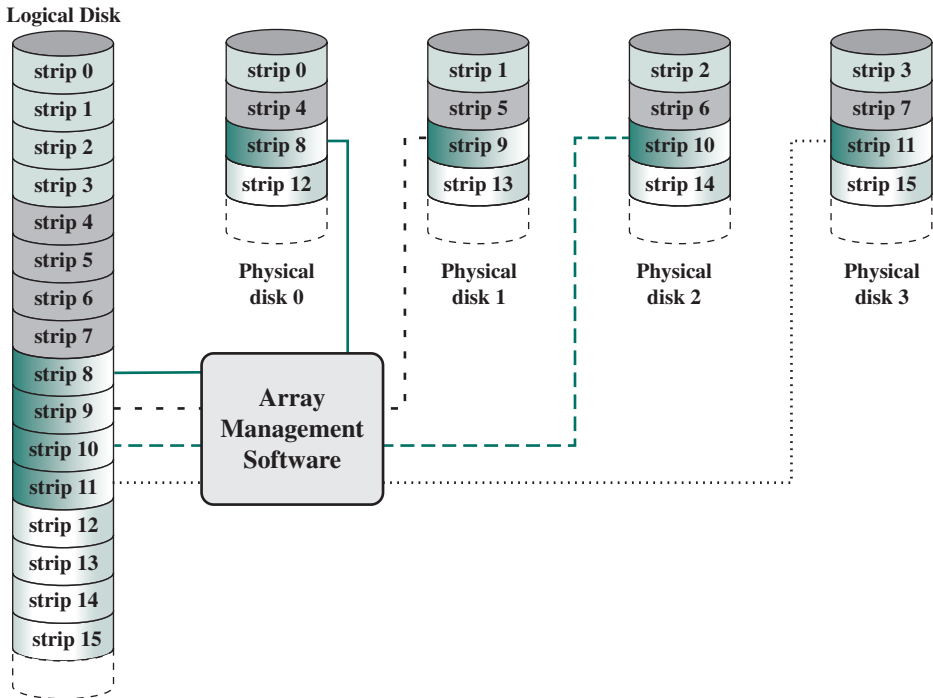 Logical Disk
strip 0
strip 1
strip 2
strip 3
strip 4
strip 5
strip 6
strip 7
strip 8
strip 9
strip 10
strip 11
strip 12
strip 13
strip 14
strip 15
strip 0
strip 4
strip 8
strip 12
Physical
disk 0
strip 1
strip 5
strip 9
strip 13
Physical
disk 1
strip 2
strip 6
strip 10
strip 14
Physical
disk 2
strip 3
strip 7
strip 11
strip 15
Physical
disk 3
Array
Management
Software